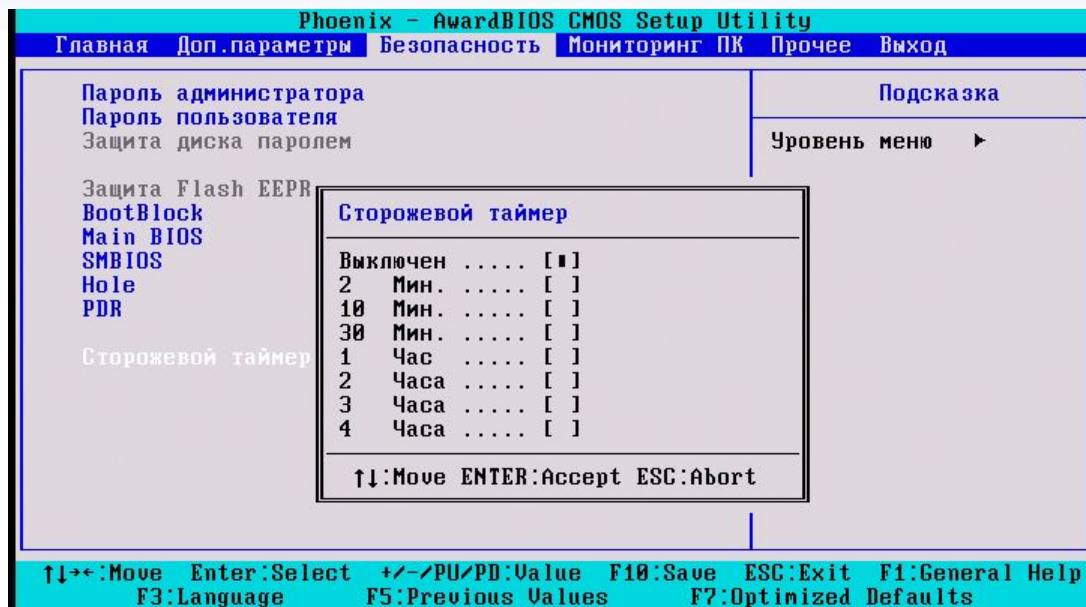 Phoenix - AwardBIOS CMOS Setup Utility
Главная Доп.параметры Безопасность Мониторинг ПК Прочее Выход
Пароль администратора
Пароль пользователя
Защита диска паролем
Защита Flash EEPR
BootBlock
Main BIOS
SMBIOS
Hole
PDR
Сторожевой таймер
Сторожевой таймер
Выключен ..... [▮]
2 Мин. ..... [ ]
10 Мин. ..... [ ]
30 Мин. ..... [ ]
1 Час ..... [ ]
2 Часа ..... [ ]
3 Часа ..... [ ]
4 Часа ..... [ ]
↑↓:Move ENTER:Accept ESC:Abort
Подсказка
Уровень меню ►
↑↓→←:Move Enter:Select +/-/PU/PD:Value F10:Save ESC:Exit F1:General Help
F3:Language F5:Previous Values F7:Optimized Defaults